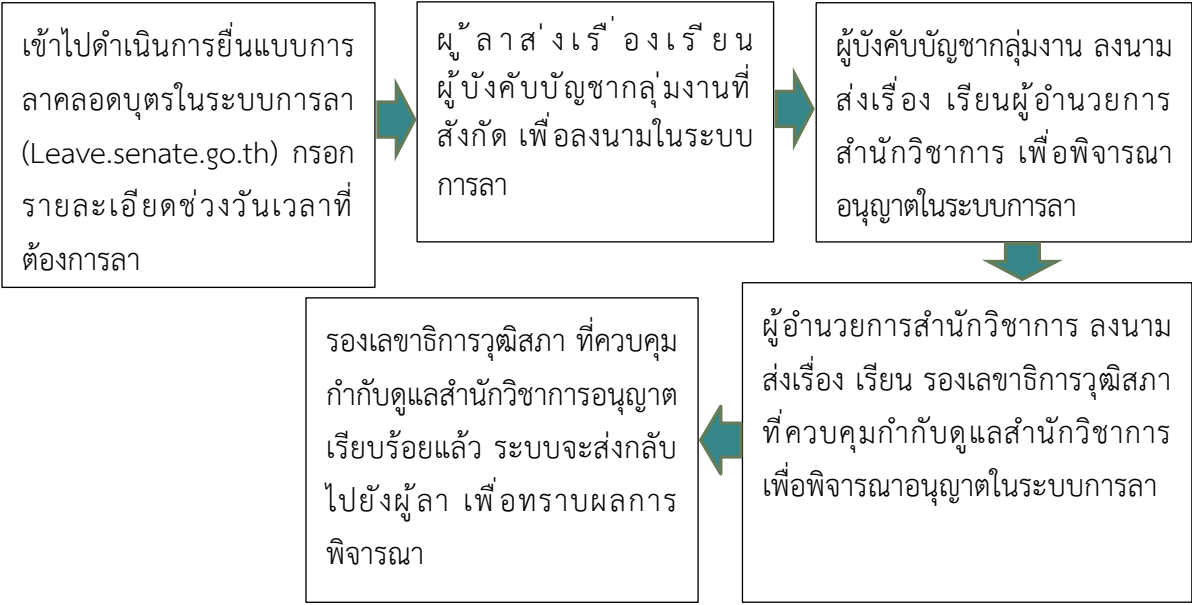 เข้าไปดำเนินการยื่นแบบการ
ลาคลอดบุตรในระบบการลา
(Leave.senate.go.th) กรอก
รายละเอียดช่วงวันเวลาที่
ต้องการลา
ผู้ลาส่งเรื่องเรียน
ผู้บังคับบัญชากลุ่มงานที่
สังกัด เพื่อลงนามในระบบ
การลา
ผู้บังคับบัญชากลุ่มงาน ลงนาม
ส่งเรื่อง เรียนผู้อำนวยการ
สำนักวิชาการ เพื่อพิจารณา
อนุญาตในระบบการลา
ผู้อำนวยการสำนักวิชาการ ลงนาม
ส่งเรื่อง เรียน รองเลขาธิการวุฒิสภา
ที่ควบคุมกำกับดูแลสำนักวิชาการ
เพื่อพิจารณาอนุญาตในระบบการลา
รองเลขาธิการวุฒิสภา ที่ควบคุม
กำกับดูแลสำนักวิชาการอนุญาต
เรียบร้อยแล้ว ระบบจะส่งกลับ
ไปยังผู้ลา เพื่อทราบผลการ
พิจารณา